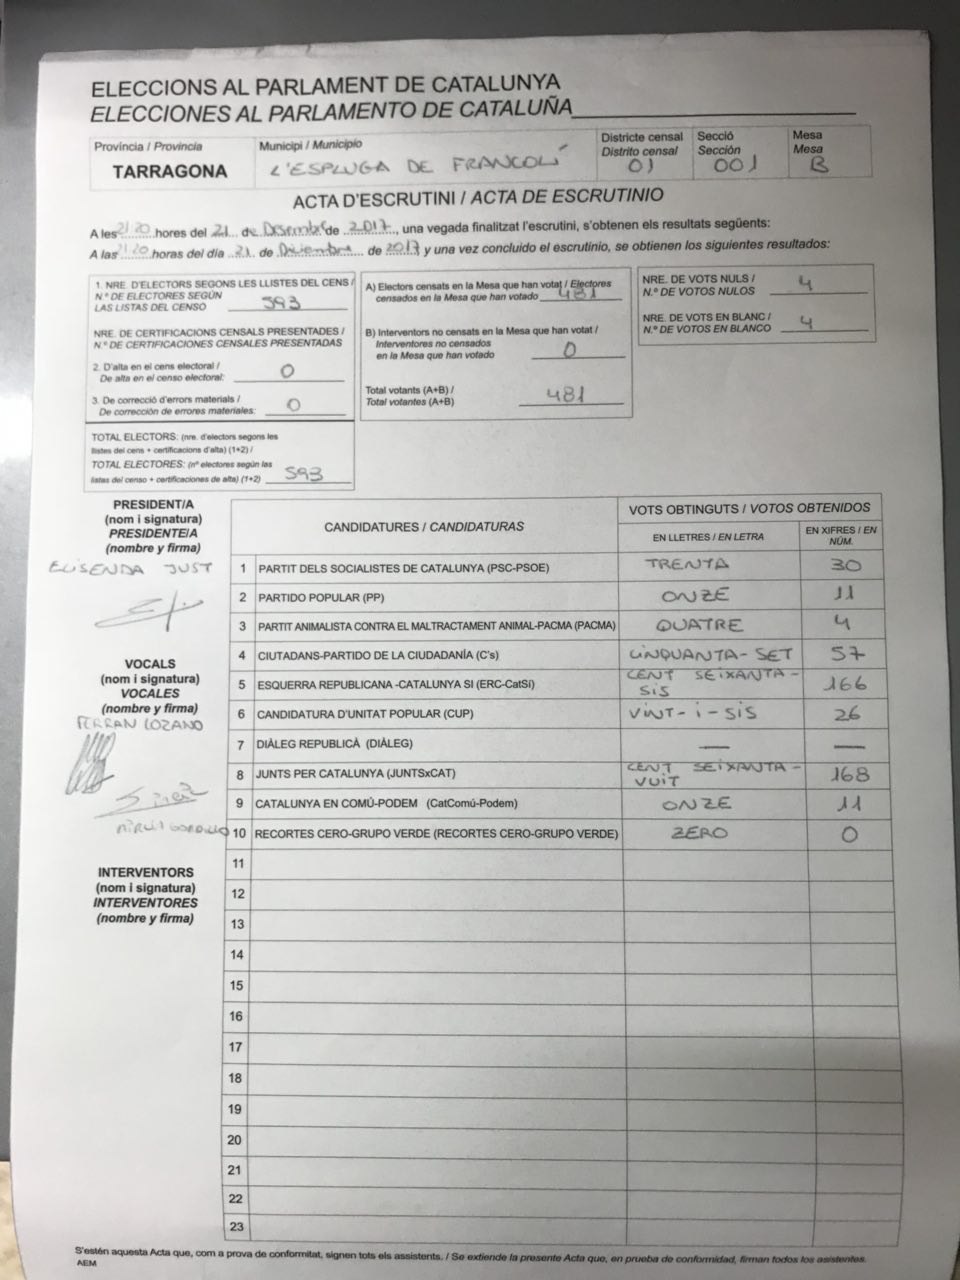 ELECCIONS AL PARLAMENT DE CATALUNYA
ELECCIONES AL PARLAMENTO DE CATALUÑA
Província / Provincia
TARRAGONA
Municipi / Municipio
L'ESPLUGA DE FRANCOLÍ
Districte censal
Distrito censal
01
Secció
Sección
001
Mesa
Mesa
B
ACTA D'ESCRUTINI / ACTA DE ESCRUTINIO
A les 21:20 hores del 21 de Desembre de 2017, una vegada finalitzat l'escrutini, s'obtenen els resultats següents:
A las 21:20 horas del día 21 de Diciembre de 2017 y una vez concluido el escrutinio, se obtienen los siguientes resultados:
1. NRE. D'ELECTORS SEGONS LES LLISTES DEL CENS /
N.º DE ELECTORES SEGÚN
LAS LISTAS DEL CENSO 593
NRE. DE CERTIFICACIONS CENSALS PRESENTADES /
N.º DE CERTIFICACIONES CENSALES PRESENTADAS
2. D'alta en el cens electoral /
De alta en el censo electoral: 0
3. De correcció d'errors materials /
De corrección de errores materiales: 0
TOTAL ELECTORS: (nre. d'electors segons les
llistes del cens + certificacions d'alta) (1+2) /
TOTAL ELECTORES: (nº electores según las
listas del censo + certificaciones de alta) (1+2) 593
A) Electors censats en la Mesa que han votat / Electores
censados en la Mesa que han votado 481
B) Interventors no censats en la Mesa que han votat /
Interventores no censados
en la Mesa que han votado 0
Total votants (A+B) /
Total votantes (A+B) 481
NRE. DE VOTS NULS /
N.º DE VOTOS NULOS 4
NRE. DE VOTS EN BLANC /
N.º DE VOTOS EN BLANCO 4
PRESIDENT/A
(nom i signatura)
PRESIDENTE/A
(nombre y firma)
ELISENDA JUST
VOCALS
(nom i signatura)
VOCALES
(nombre y firma)
FERRAN LOZANO
INTERVENTORS
(nom i signatura)
INTERVENTORES
(nombre y firma)
CANDIDATURES / CANDIDATURAS
VOTS OBTINGUTS / VOTOS OBTENIDOS
EN LLETRES / EN LETRA
EN XIFRES / EN
NÚM.
1 PARTIT DELS SOCIALISTES DE CATALUNYA (PSC-PSOE) TRENTA 30
2 PARTIDO POPULAR (PP) ONZE 11
3 PARTIT ANIMALISTA CONTRA EL MALTRACTAMENT ANIMAL-PACMA (PACMA) QUATRE 4
4 CIUTADANS-PARTIDO DE LA CIUDADANÍA (C's) CINQUANTA-SET 57
5 ESQUERRA REPUBLICANA -CATALUNYA SI (ERC-CatSí) CENT SEIXANTA-
SIS 166
6 CANDIDATURA D'UNITAT POPULAR (CUP) VINT-I-SIS 26
7 DIÀLEG REPUBLICÀ (DIÀLEG) — —
8 JUNTS PER CATALUNYA (JUNTSxCAT) CENT SEIXANTA-
VUIT 168
9 CATALUNYA EN COMÚ-PODEM (CatComú-Podem) ONZE 11
10 RECORTES CERO-GRUPO VERDE (RECORTES CERO-GRUPO VERDE) ZERO 0
11
12
13
14
15
16
17
18
19
20
21
22
23
S'estén aquesta Acta que, com a prova de conformitat, signen tots els assistents. / Se extiende la presente Acta que, en prueba de conformidad, firman todos los asistentes.
AEM